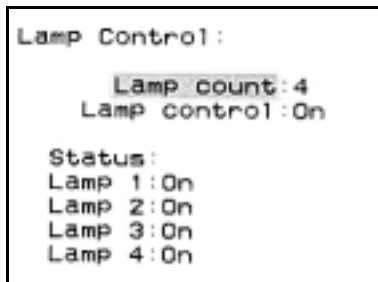 Lamp Control:
Lamp count:4
Lamp control:On
Status:
Lamp 1:On
Lamp 2:On
Lamp 3:On
Lamp 4:On